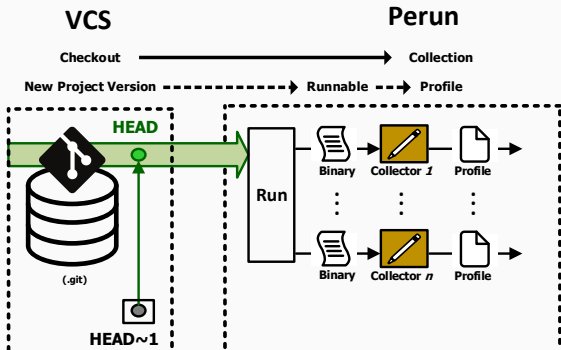 VCS Perun
Checkout Collection
New Project Version Runnable Profile
HEAD
Run
Binary Collector 1 Profile
Binary Collector n Profile
(.git)
HEAD~1